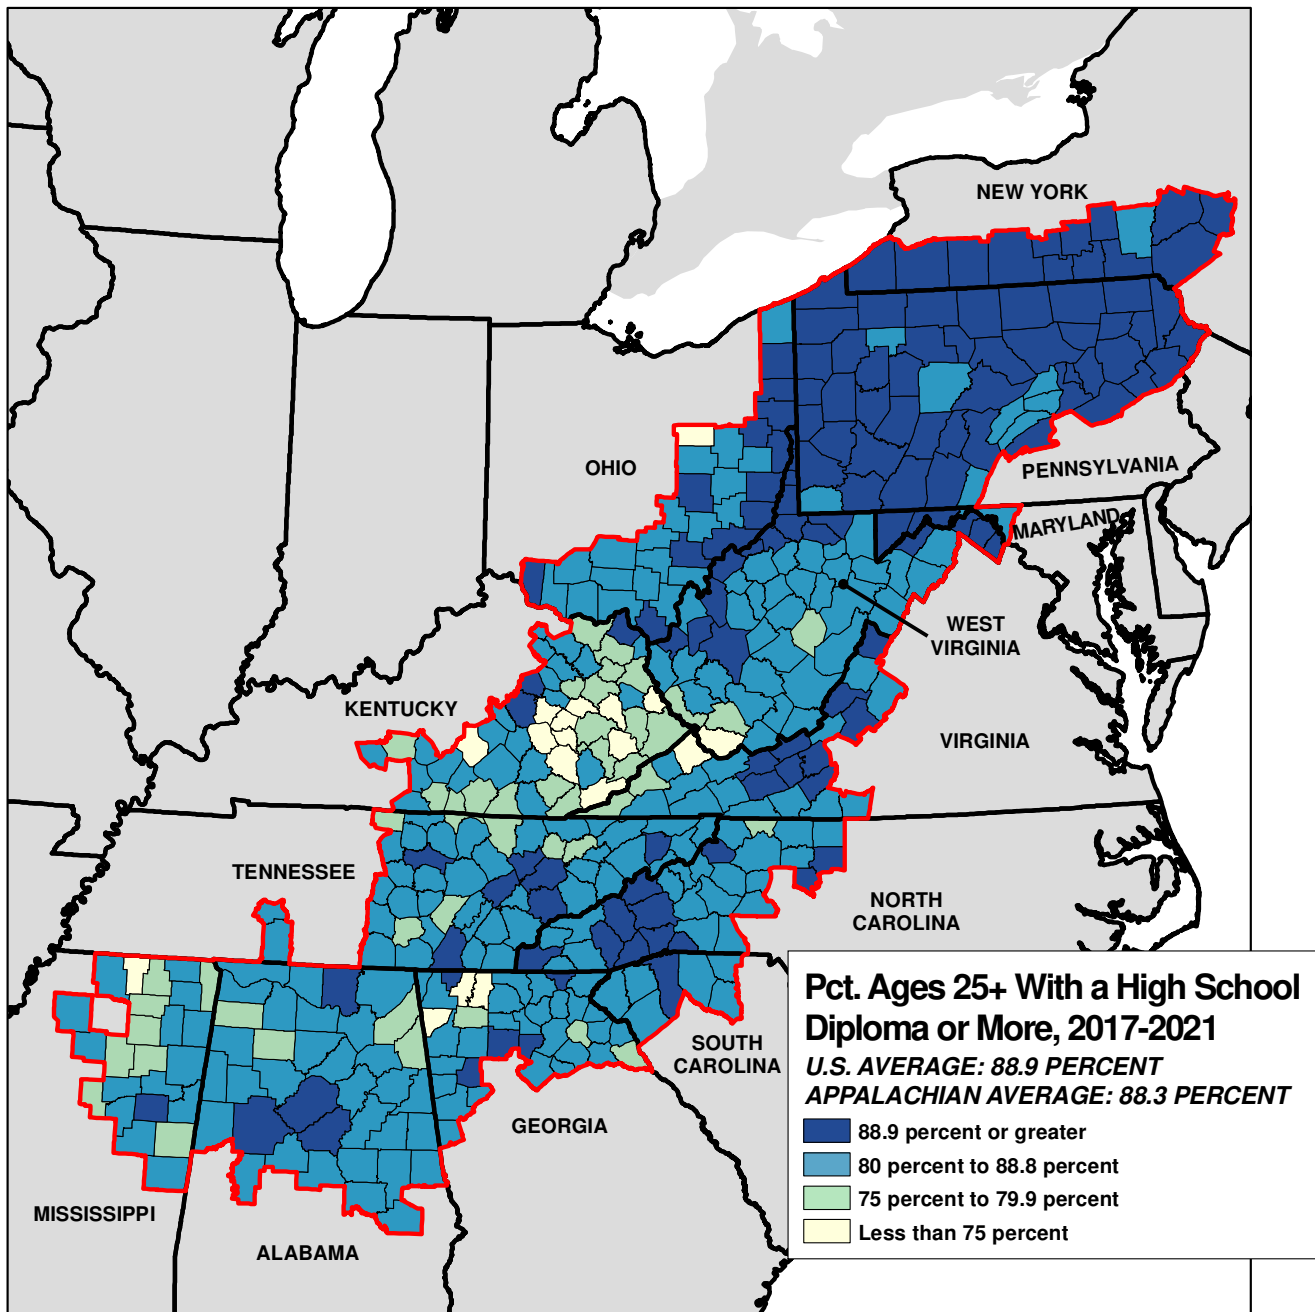 NEW YORK
OHIO
PENNSYLVANIA
MARYLAND
WEST
VIRGINIA
KENTUCKY
VIRGINIA
TENNESSEE
NORTH
CAROLINA
SOUTH
CAROLINA
GEORGIA
MISSISSIPPI
ALABAMA
Pct. Ages 25+ With a High School
Diploma or More, 2017-2021
U.S. AVERAGE: 88.9 PERCENT
APPALACHIAN AVERAGE: 88.3 PERCENT
88.9 percent or greater
80 percent to 88.8 percent
75 percent to 79.9 percent
Less than 75 percent